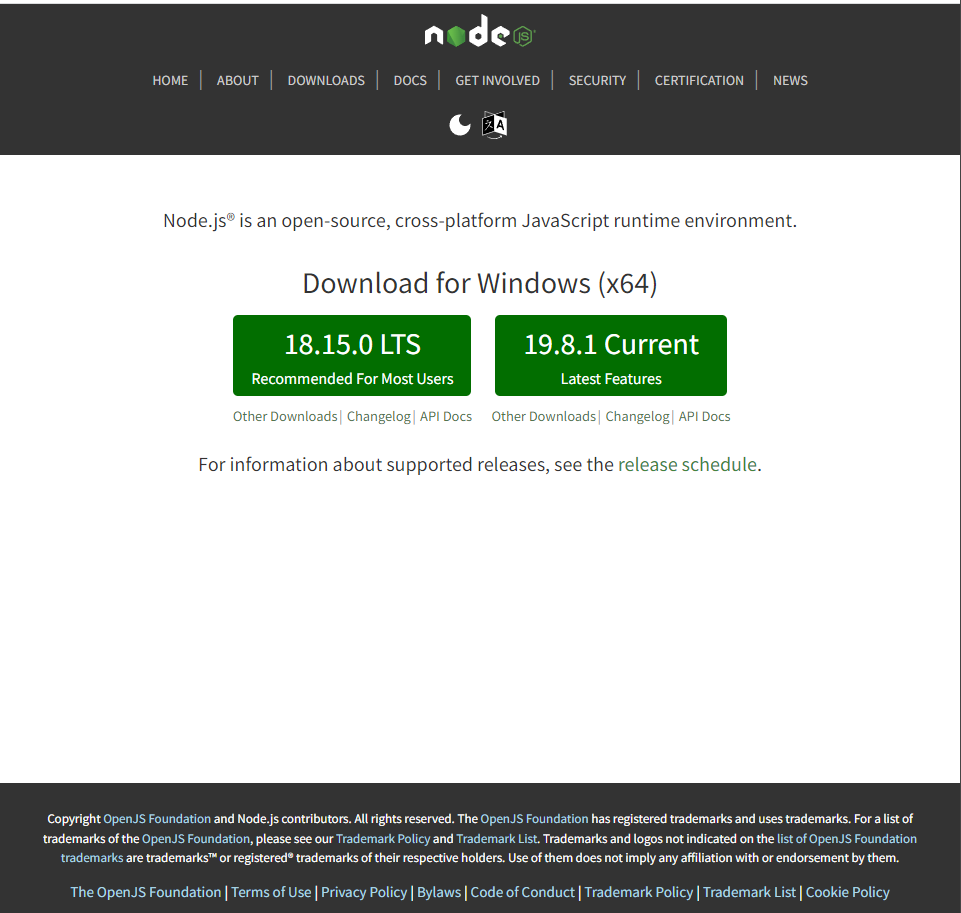 node JS
HOME | ABOUT | DOWNLOADS | DOCS | GET INVOLVED | SECURITY | CERTIFICATION | NEWS
文A
Node.js® is an open-source, cross-platform JavaScript runtime environment.
Download for Windows (x64)
18.15.0 LTS
Recommended For Most Users
19.8.1 Current
Latest Features
Other Downloads | Changelog | API Docs
Other Downloads | Changelog | API Docs
For information about supported releases, see the release schedule.
Copyright OpenJS Foundation and Node.js contributors. All rights reserved. The OpenJS Foundation has registered trademarks and uses trademarks. For a list of
trademarks of the OpenJS Foundation, please see our Trademark Policy and Trademark List. Trademarks and logos not indicated on the list of OpenJS Foundation
trademarks are trademarks™ or registered® trademarks of their respective holders. Use of them does not imply any affiliation with or endorsement by them.
The OpenJS Foundation | Terms of Use | Privacy Policy | Bylaws | Code of Conduct | Trademark Policy | Trademark List | Cookie Policy